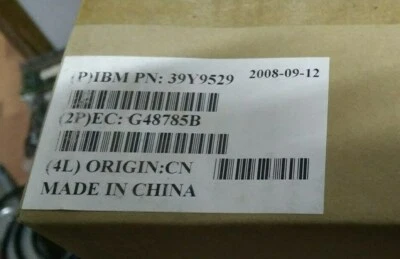 (P)IBM PN: 39Y9529 2008-09-12
(2P)EC: G48785B
(4L) ORIGIN:CN
MADE IN CHINA